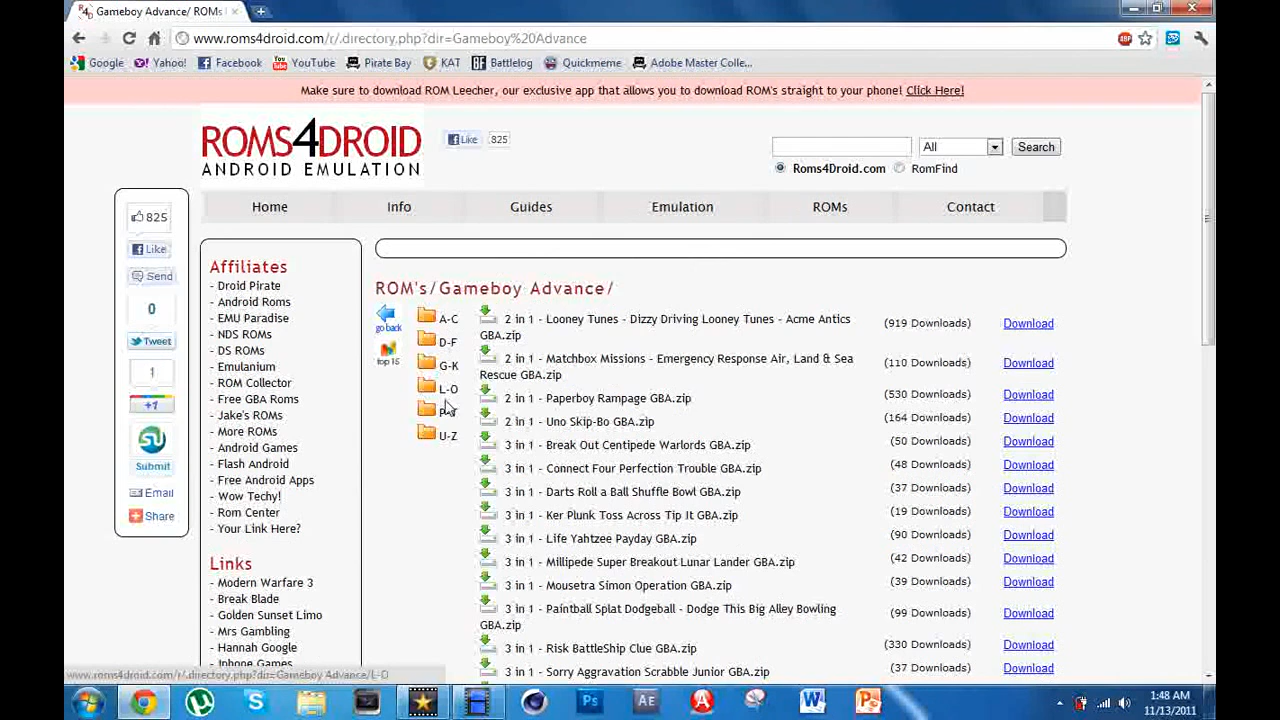 Gameboy Advance/ ROMs
www.roms4droid.com/r/.directory.php?dir=Gameboy%20Advance
Google Yahoo! Facebook YouTube Pirate Bay KAT Battlelog Quickmeme Adobe Master Colle...
Make sure to download ROM Leecher, our exclusive app that allows you to download ROM's straight to your phone! Click Here!
ROMS4DROID
ANDROID EMULATION
Like 825
All Search
Roms4Droid.com RomFind
Home Info Guides Emulation ROMs Contact
825
Like
Send
0
Tweet
1
+1
Submit
Email
Share
Affiliates
- Droid Pirate
- Android Roms
- EMU Paradise
- NDS ROMs
- DS ROMs
- Emulanium
- ROM Collector
- Free GBA Roms
- Jake's ROMs
- More ROMs
- Android Games
- Flash Android
- Free Android Apps
- Wow Techy!
- Rom Center
- Your Link Here?
Links
- Modern Warfare 3
- Break Blade
- Golden Sunset Limo
- Mrs Gambling
- Hannah Google
- Iphone Games
ROM's/Gameboy Advance/
go back
top 15
A-C
D-F
G-K
L-O
U-Z
2 in 1 - Looney Tunes - Dizzy Driving Looney Tunes - Acme Antics
GBA.zip
(919 Downloads) Download
2 in 1 - Matchbox Missions - Emergency Response Air, Land & Sea
Rescue GBA.zip
(110 Downloads) Download
2 in 1 - Paperboy Rampage GBA.zip (530 Downloads) Download
2 in 1 - Uno Skip-Bo GBA.zip (164 Downloads) Download
3 in 1 - Break Out Centipede Warlords GBA.zip (50 Downloads) Download
3 in 1 - Connect Four Perfection Trouble GBA.zip (48 Downloads) Download
3 in 1 - Darts Roll a Ball Shuffle Bowl GBA.zip (37 Downloads) Download
3 in 1 - Ker Plunk Toss Across Tip It GBA.zip (19 Downloads) Download
3 in 1 - Life Yahtzee Payday GBA.zip (90 Downloads) Download
3 in 1 - Millipede Super Breakout Lunar Lander GBA.zip (42 Downloads) Download
3 in 1 - Mousetra Simon Operation GBA.zip (39 Downloads) Download
3 in 1 - Paintball Splat Dodgeball - Dodge This Big Alley Bowling
GBA.zip
(99 Downloads) Download
3 in 1 - Risk BattleShip Clue GBA.zip (330 Downloads) Download
3 in 1 - Sorry Aggravation Scrabble Junior GBA.zip (37 Downloads) Download
www.roms4droid.com/r/.directory.php?dir=Gameboy Advance/L-O
1:48 AM
11/13/2011